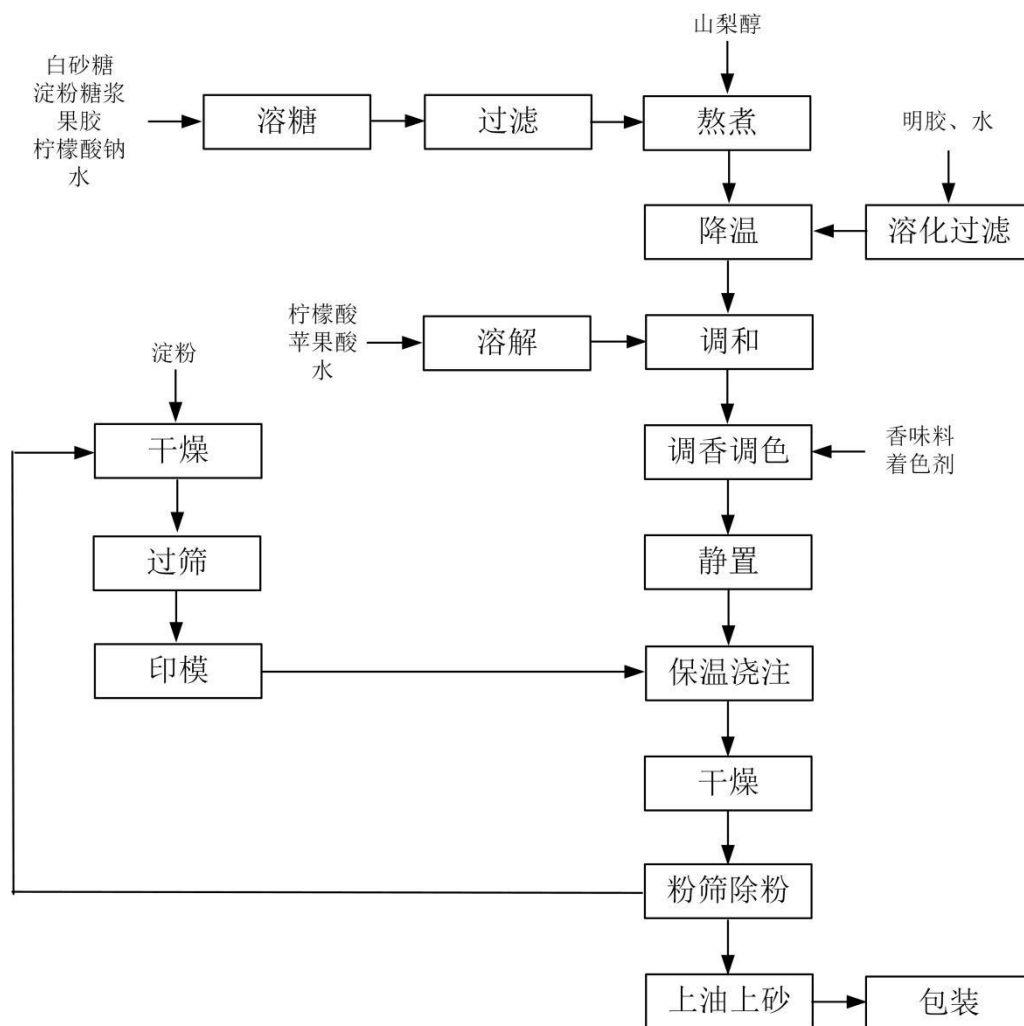 山梨醇
白砂糖
淀粉糖浆
果胶
柠檬酸钠
水
溶糖
过滤
熬煮
明胶、水
降温
溶化过滤
柠檬酸
苹果酸
水
溶解
调和
淀粉
干燥
调香调色
香味料
着色剂
过筛
静置
印模
保温浇注
干燥
粉筛除粉
上油上砂
包装